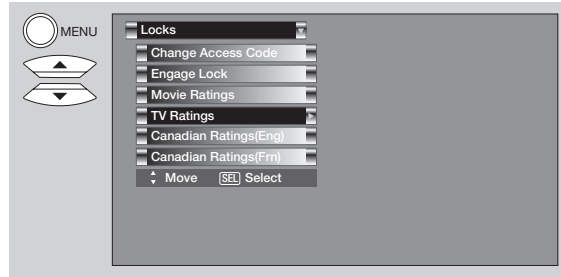 MENU
Locks
Change Access Code
Engage Lock
Movie Ratings
TV Ratings
Canadian Ratings(Eng)
Canadian Ratings(Frn)
Move SEL Select